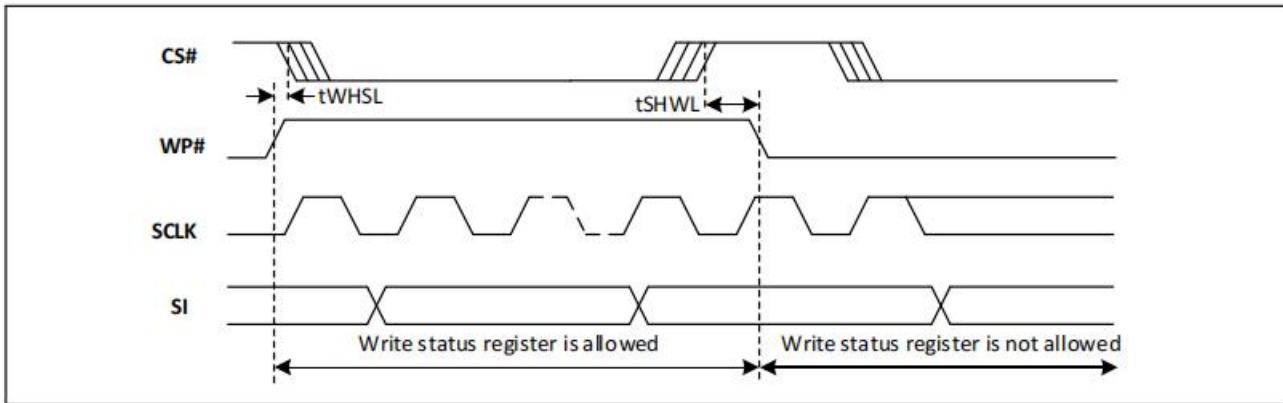 CS#
tWHSL
tSHWL
WP#
SCLK
SI
Write status register is allowed
Write status register is not allowed